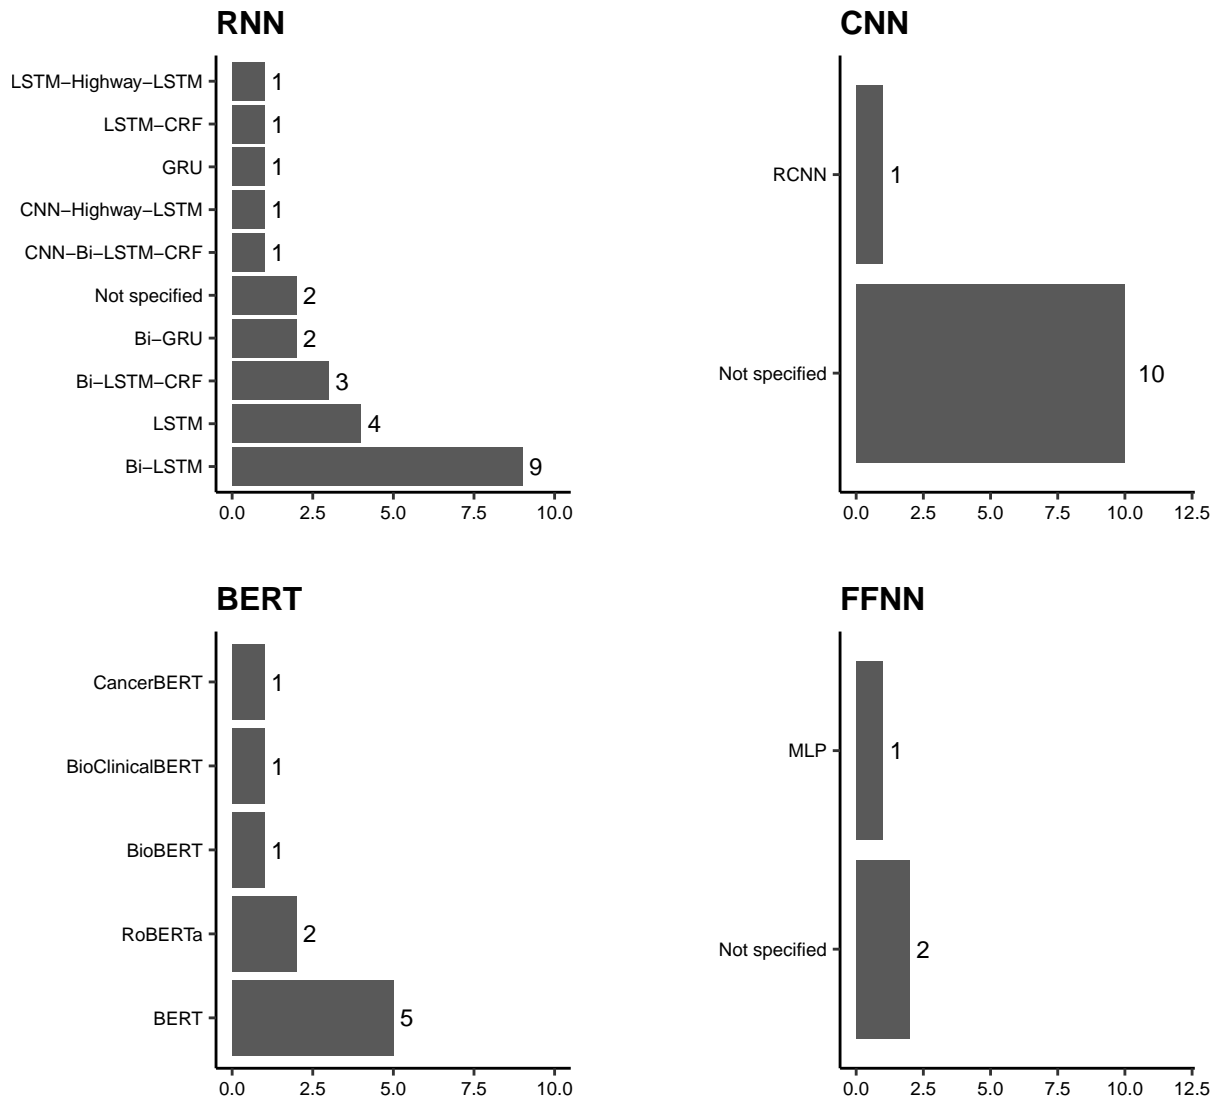 RNN
LSTM–Highway–LSTM 1
LSTM–CRF 1
GRU 1
CNN–Highway–LSTM 1
CNN–Bi–LSTM–CRF 1
Not specified 2
Bi–GRU 2
Bi–LSTM–CRF 3
LSTM 4
Bi–LSTM 9
0.0 2.5 5.0 7.5 10.0
CNN
RCNN 1
Not specified 10
0.0 2.5 5.0 7.5 10.0 12.5
BERT
CancerBERT 1
BioClinicalBERT 1
BioBERT 1
RoBERTa 2
BERT 5
0.0 2.5 5.0 7.5 10.0
FFNN
MLP 1
Not specified 2
0.0 2.5 5.0 7.5 10.0 12.5